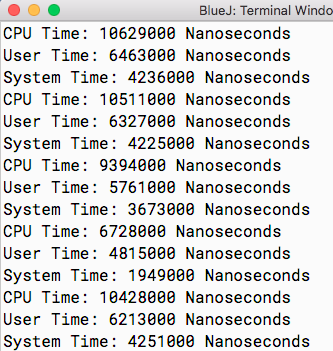 BlueJ: Terminal Windo
CPU Time: 10629000 Nanoseconds
User Time: 6463000 Nanoseconds
System Time: 4236000 Nanoseconds
CPU Time: 10511000 Nanoseconds
User Time: 6327000 Nanoseconds
System Time: 4225000 Nanoseconds
CPU Time: 9394000 Nanoseconds
User Time: 5761000 Nanoseconds
System Time: 3673000 Nanoseconds
CPU Time: 6728000 Nanoseconds
User Time: 4815000 Nanoseconds
System Time: 1949000 Nanoseconds
CPU Time: 10428000 Nanoseconds
User Time: 6213000 Nanoseconds
System Time: 4251000 Nanoseconds